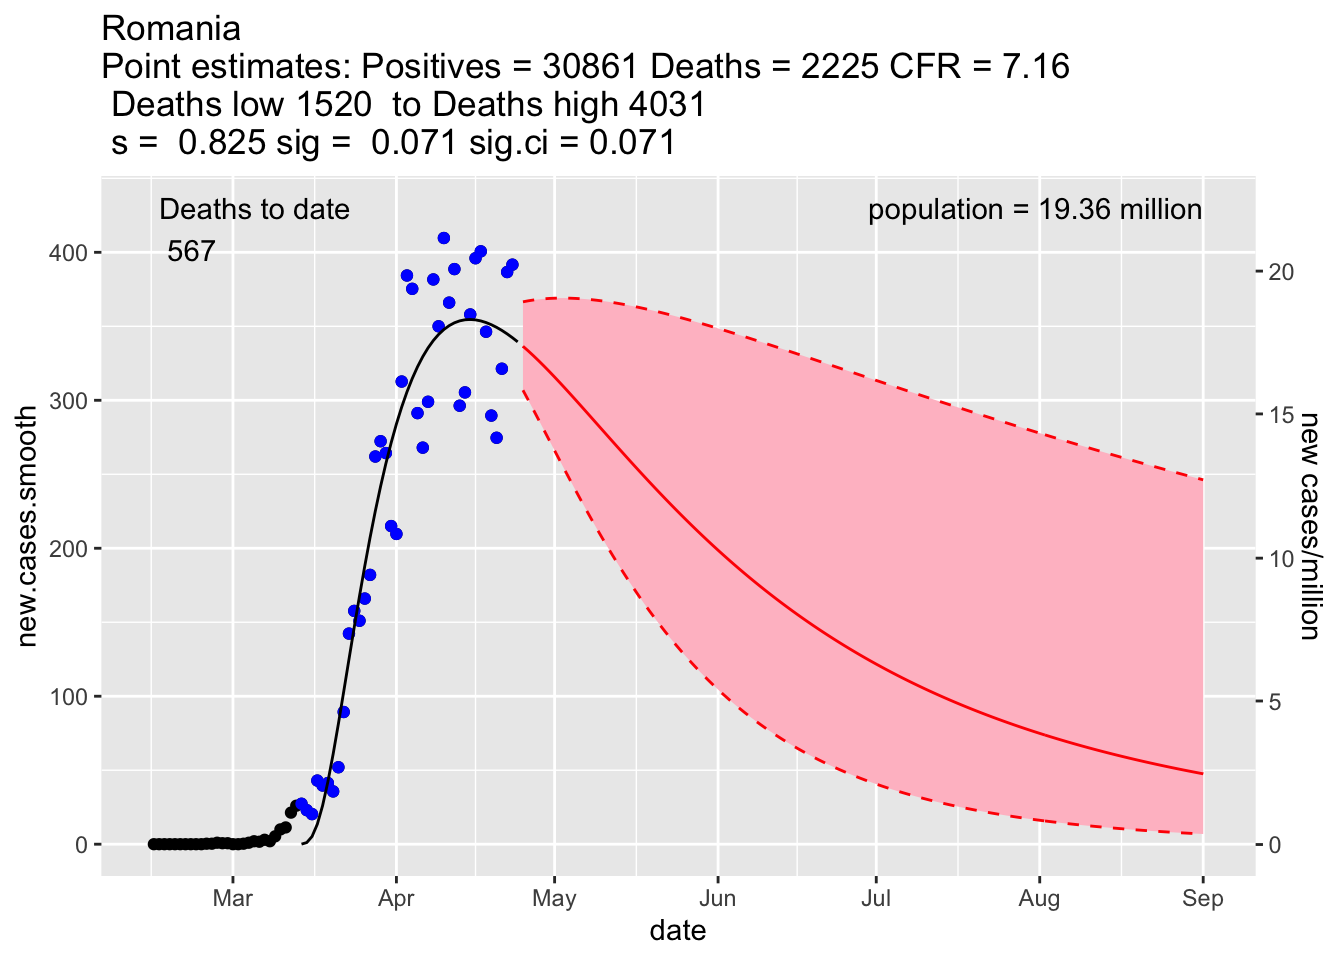 Romania
Point estimates: Positives = 30861 Deaths = 2225 CFR = 7.16
Deaths low 1520  to Deaths high 4031
s =  0.825 sig =  0.071 sig.ci = 0.071
Deaths to date
567
population = 19.36 million
400
300
200
100
0
new.cases.smooth
20
15
10
5
0
new cases/million
Mar
Apr
May
Jun
Jul
Aug
Sep
date